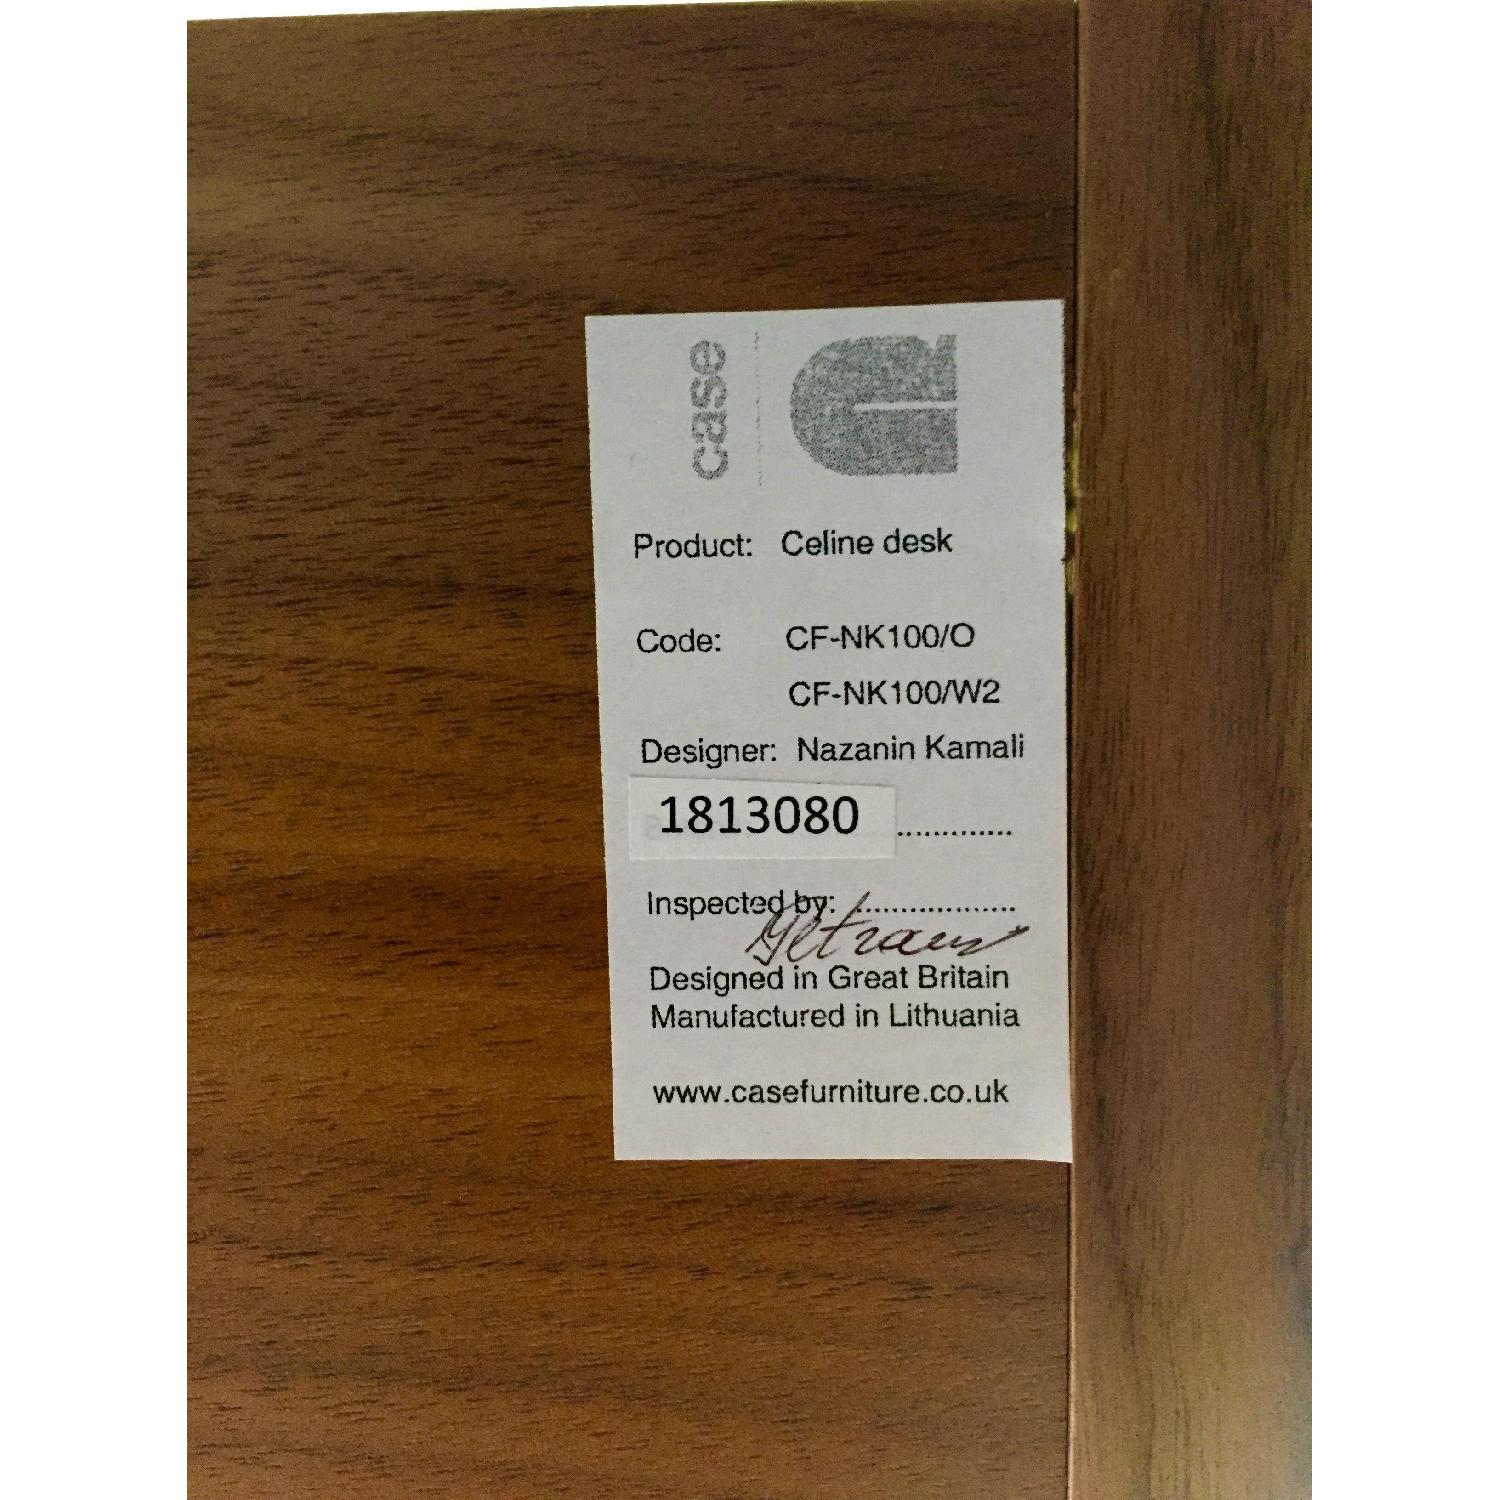 case
Product: Celine desk
Code: CF-NK100/O
CF-NK100/W2
Designer: Nazanin Kamali
1813080 .............
Inspected by: ..................
Designed in Great Britain
Manufactured in Lithuania
www.casefurniture.co.uk